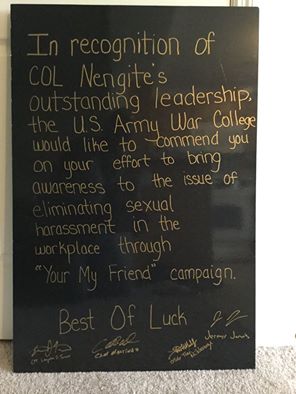 In recognition of
COL Nengite's
outstanding leadership,
the U.S. Army War College
would like to commend you
on your effort to bring
awareness to the issue of
eliminating sexual
harassment in the
workplace through
"Your My Friend" campaign.
Best Of Luck